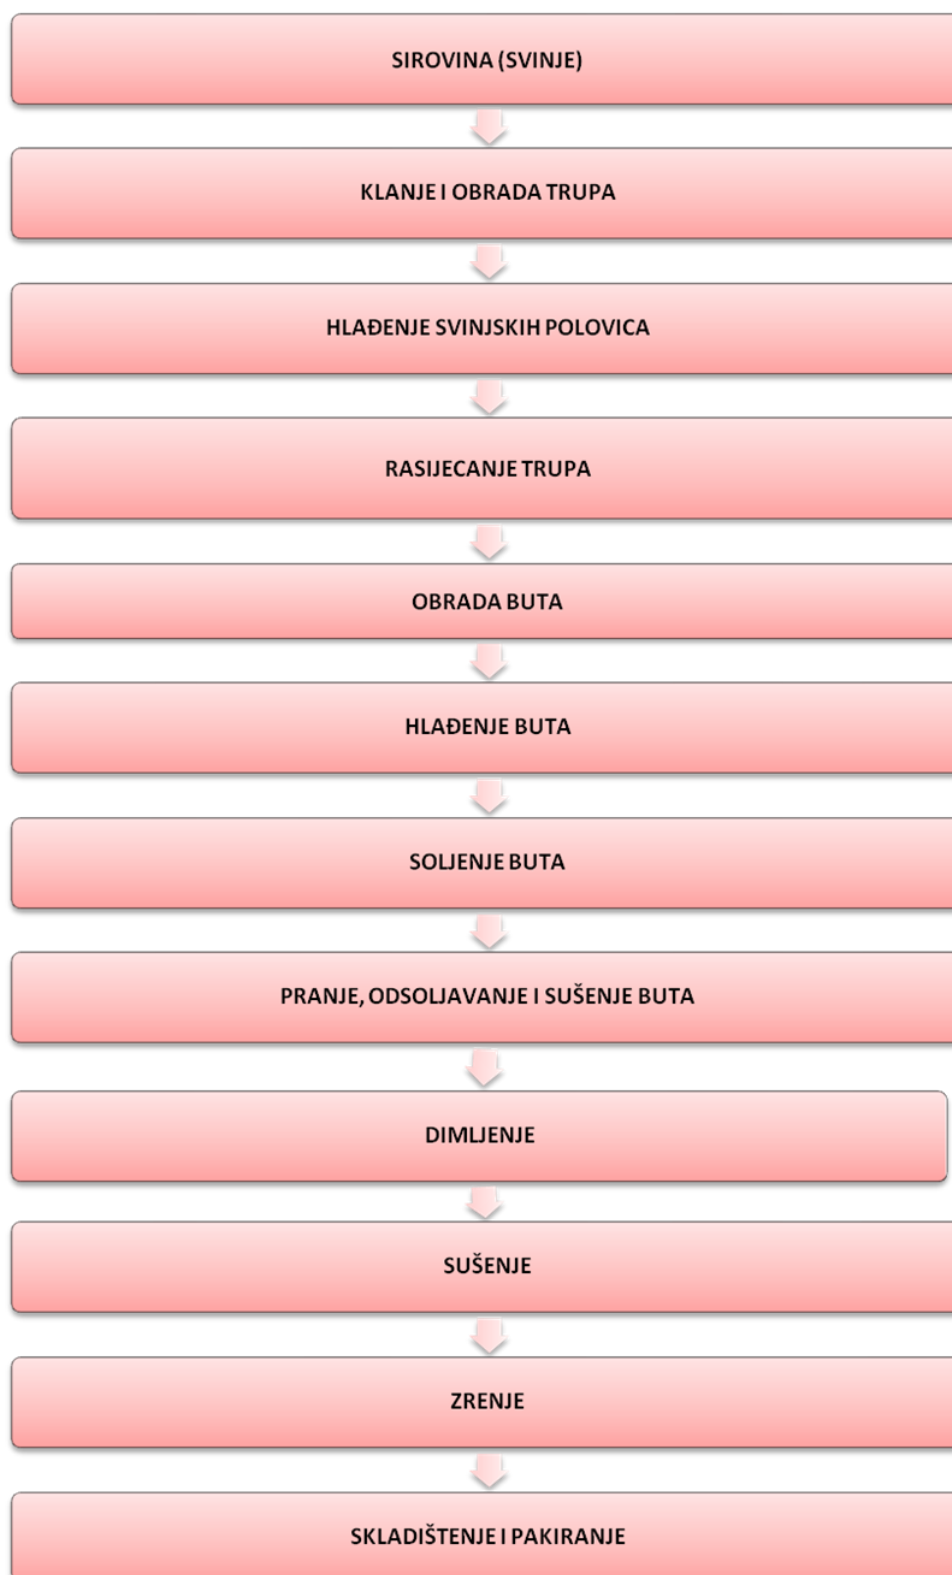 SIROVINA (SVINJE)
KLANJE I OBRADA TRUPA
HLAĐENJE SVINJSKIH POLOVICA
RASIJECANJE TRUPA
OBRADA BUTA
HLAĐENJE BUTA
SOLJENJE BUTA
PRANJE, ODSOLJAVANJE I SUŠENJE BUTA
DIMLJENJE
SUŠENJE
ZRENJE
SKLADIŠTENJE I PAKIRANJE